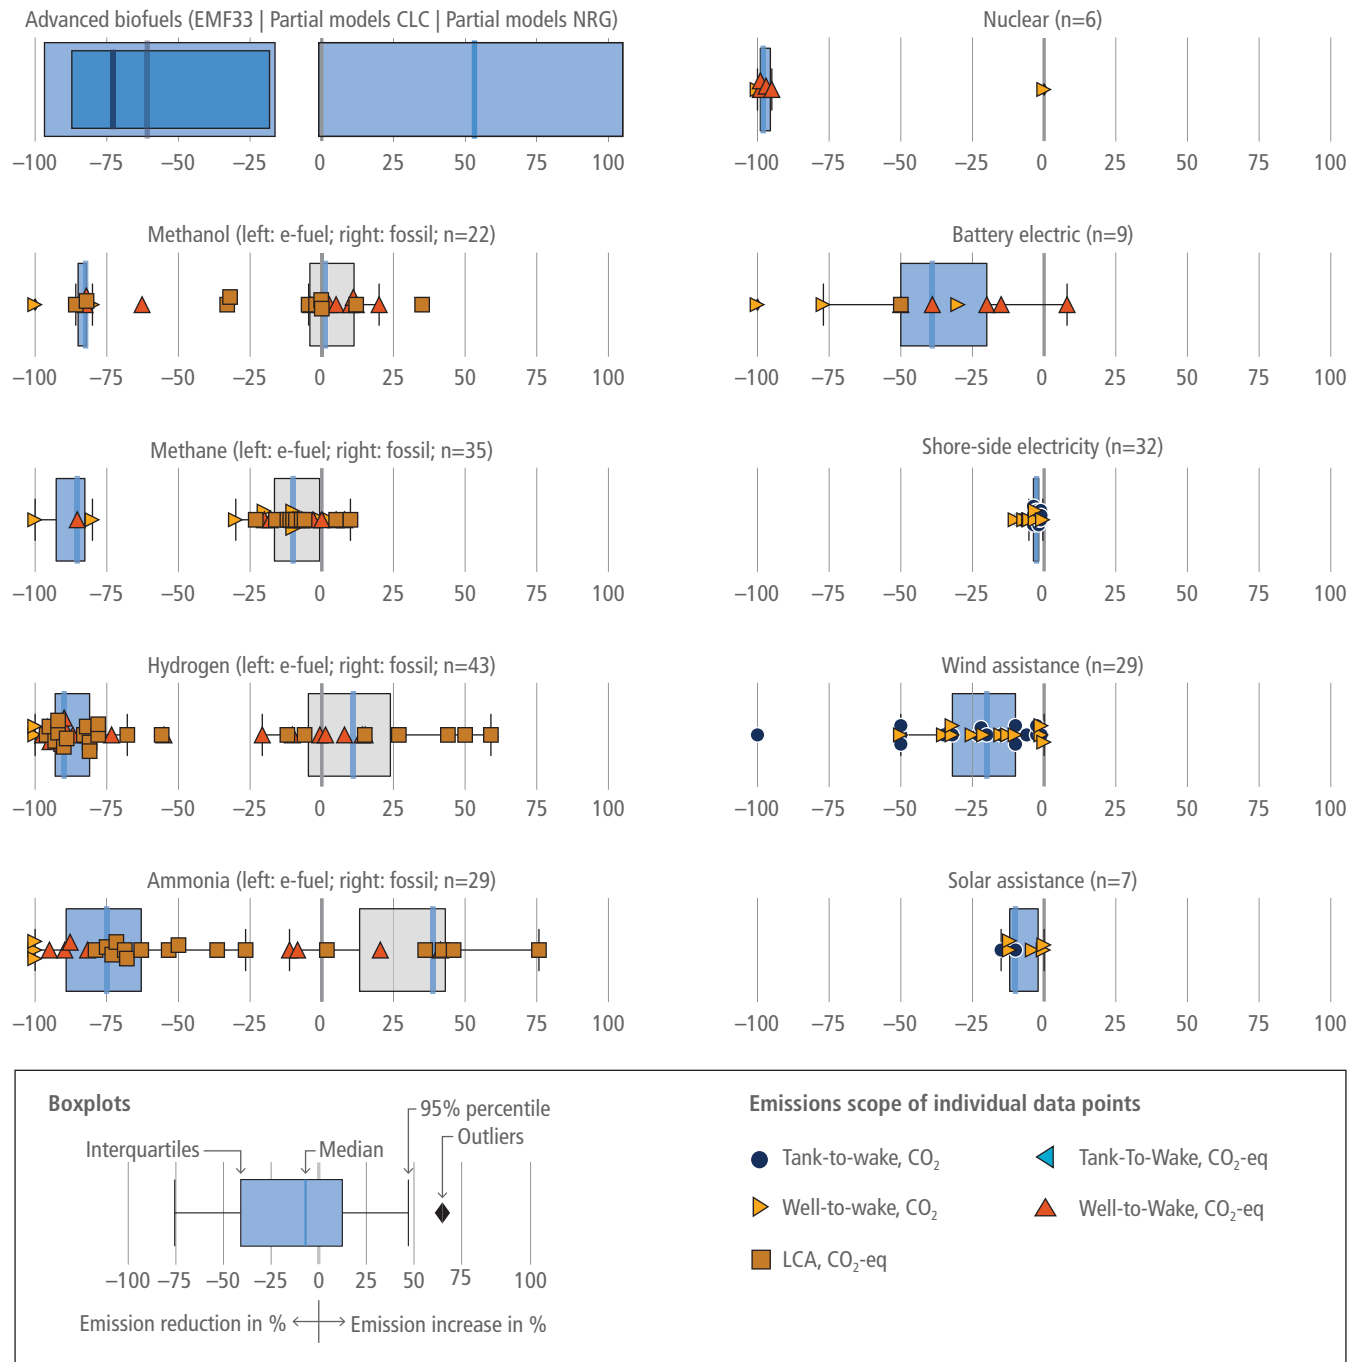 Advanced biofuels (EMF33 | Partial models CLC | Partial models NRG)
–100 –75 –50 –25 0 25 50 75 100
Nuclear (n=6)
–100 –75 –50 –25 0 25 50 75 100
Methanol (left: e-fuel; right: fossil; n=22)
–100 –75 –50 –25 0 25 50 75 100
Battery electric (n=9)
–100 –75 –50 –25 0 25 50 75 100
Methane (left: e-fuel; right: fossil; n=35)
–100 –75 –50 –25 0 25 50 75 100
Shore-side electricity (n=32)
–100 –75 –50 –25 0 25 50 75 100
Hydrogen (left: e-fuel; right: fossil; n=43)
–100 –75 –50 –25 0 25 50 75 100
Wind assistance (n=29)
–100 –75 –50 –25 0 25 50 75 100
Ammonia (left: e-fuel; right: fossil; n=29)
–100 –75 –50 –25 0 25 50 75 100
Solar assistance (n=7)
–100 –75 –50 –25 0 25 50 75 100
Boxplots
95% percentile
Outliers
Interquartiles
Median
–100 –75 –50 –25 0 25 50 75 100
Emission reduction in %
Emission increase in %
Emissions scope of individual data points
Tank-to-wake, CO₂
Tank-To-Wake, CO₂-eq
Well-to-wake, CO₂
Well-to-Wake, CO₂-eq
LCA, CO₂-eq